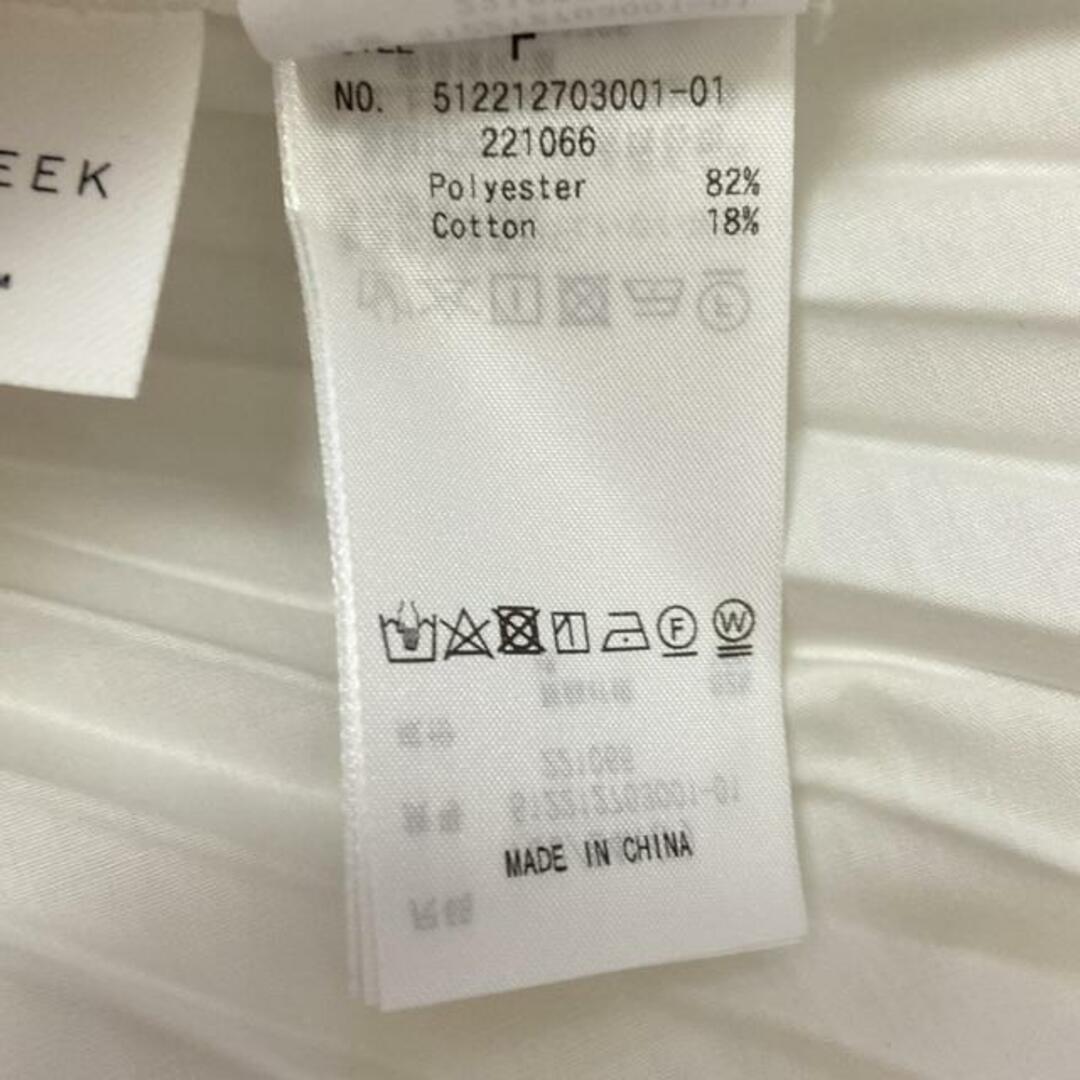 EEK
F
NO. 512212703001-01
221066
Polyester 82%
Cotton 18%
F W
MADE IN CHINA